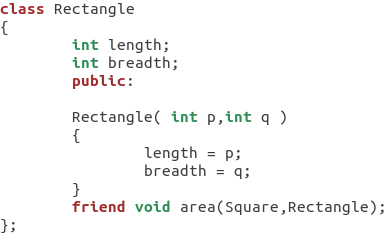 class Rectangle
{
        int length;
        int breadth;
        public:

        Rectangle( int p,int q )
        {
                length = p;
                breadth = q;
        }
        friend void area(Square,Rectangle);
};